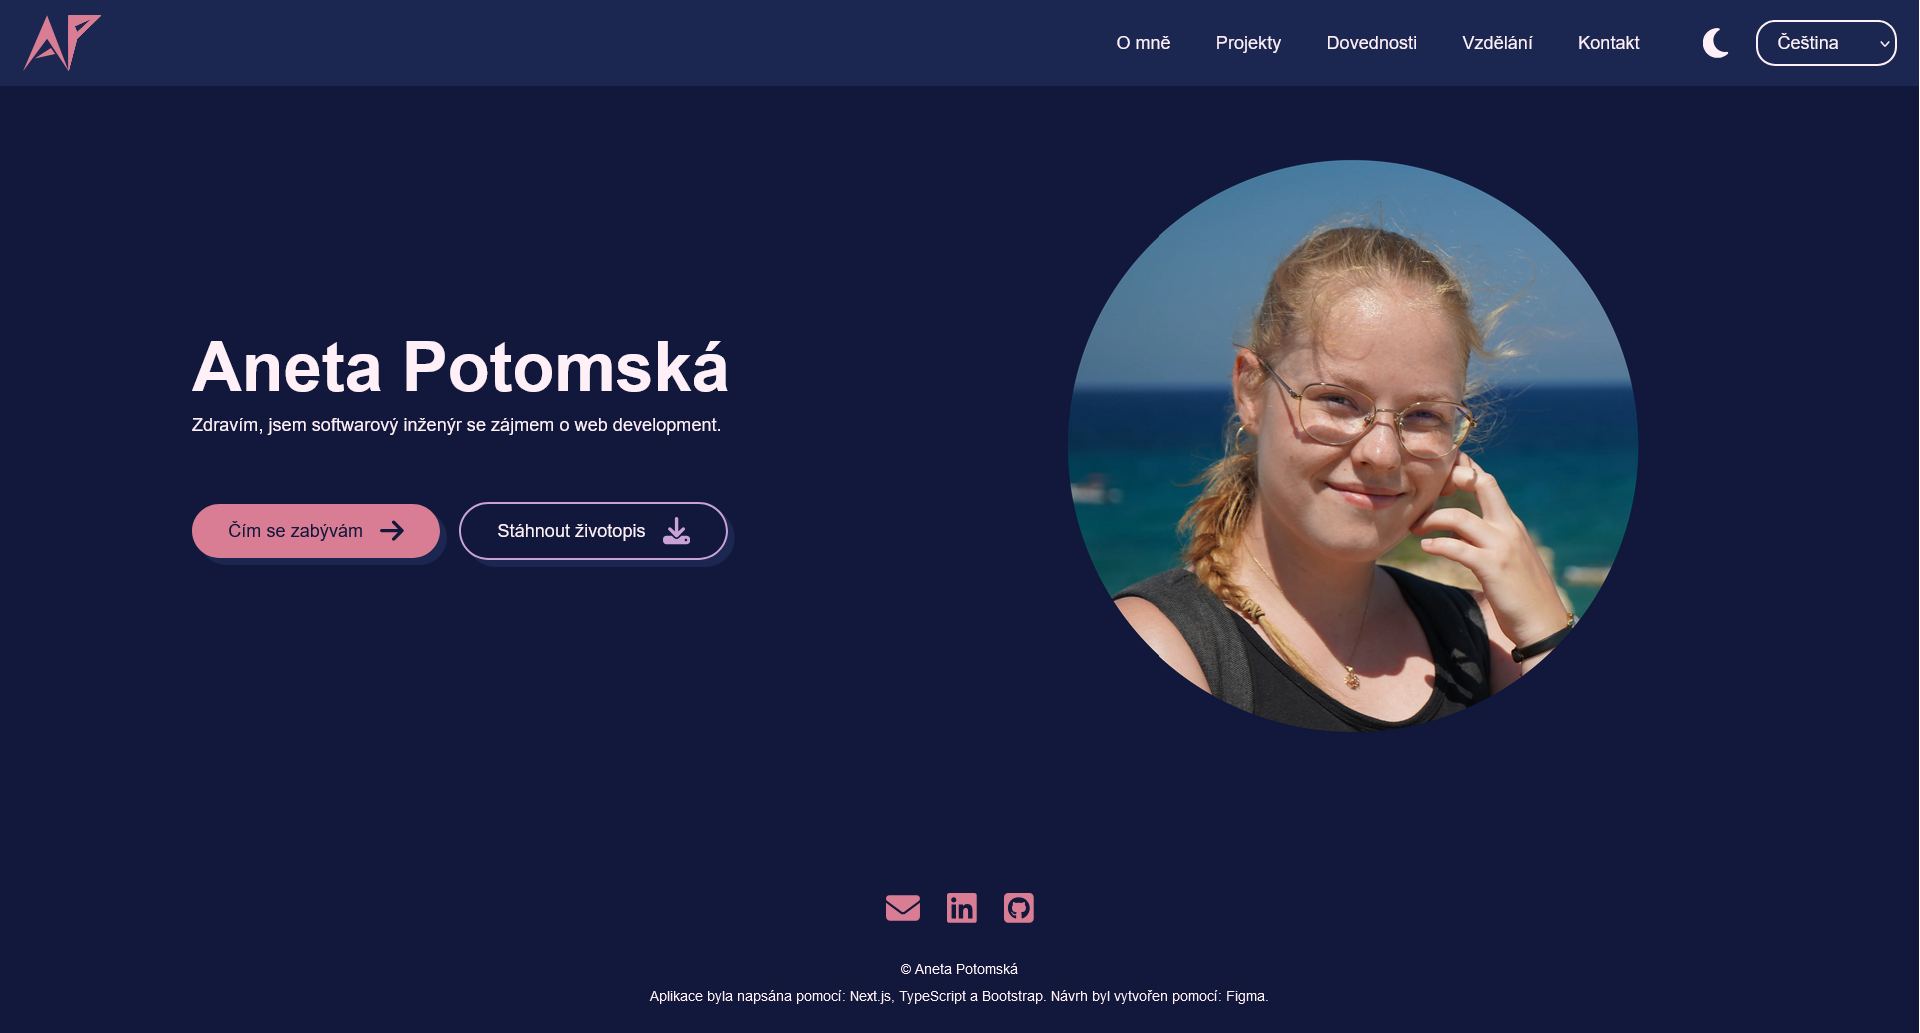 AP
O mně
Projekty
Dovednosti
Vzdělání
Kontakt
Čeština
Aneta Potomská
Zdravím, jsem softwarový inženýr se zájmem o web development.
Čím se zabývám
Stáhnout životopis
in
© Aneta Potomská
Aplikace byla napsána pomocí: Next.js, TypeScript a Bootstrap. Návrh byl vytvořen pomocí: Figma.